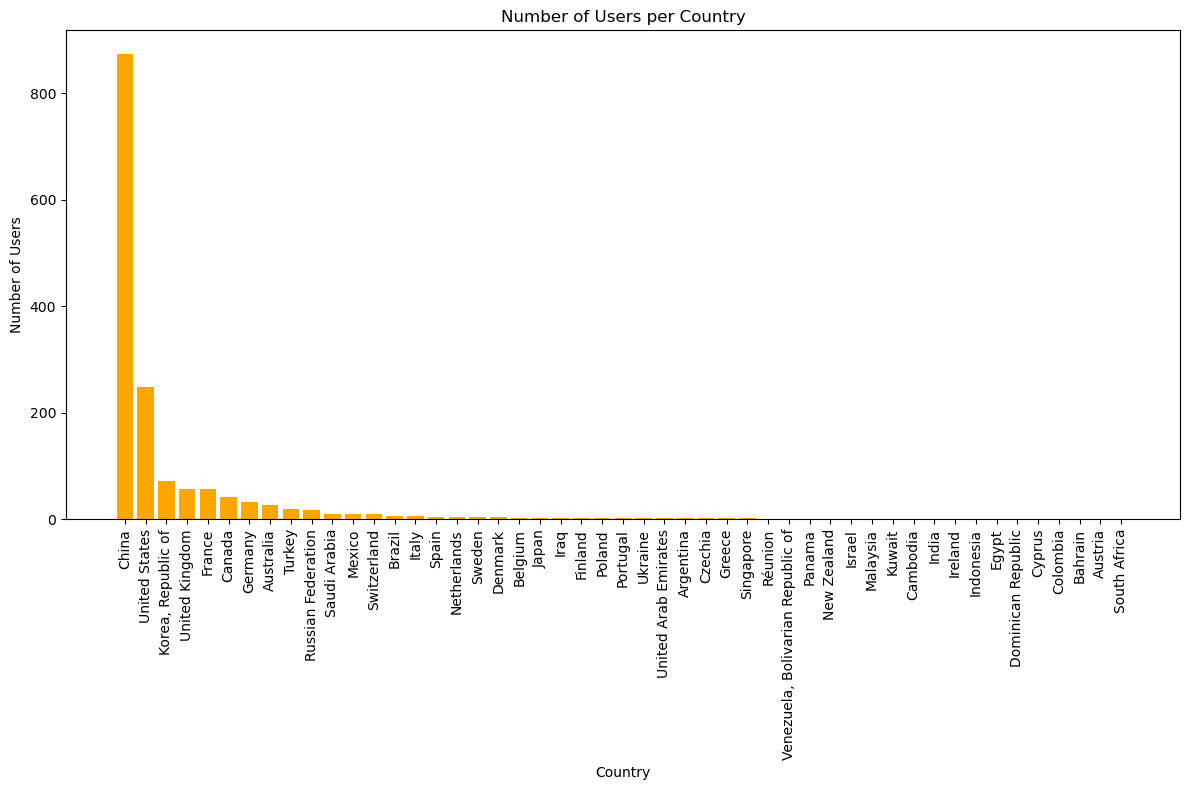 Number of Users per Country
Number of Users
800
600
400
200
0
China
United States
Korea, Republic of
United Kingdom
France
Canada
Germany
Australia
Turkey
Russian Federation
Saudi Arabia
Mexico
Switzerland
Brazil
Italy
Spain
Netherlands
Sweden
Denmark
Belgium
Japan
Iraq
Finland
Poland
Portugal
Ukraine
United Arab Emirates
Argentina
Czechia
Greece
Singapore
Réunion
Venezuela, Bolivarian Republic of
Panama
New Zealand
Israel
Malaysia
Kuwait
Cambodia
India
Ireland
Indonesia
Egypt
Dominican Republic
Cyprus
Colombia
Bahrain
Austria
South Africa
Country